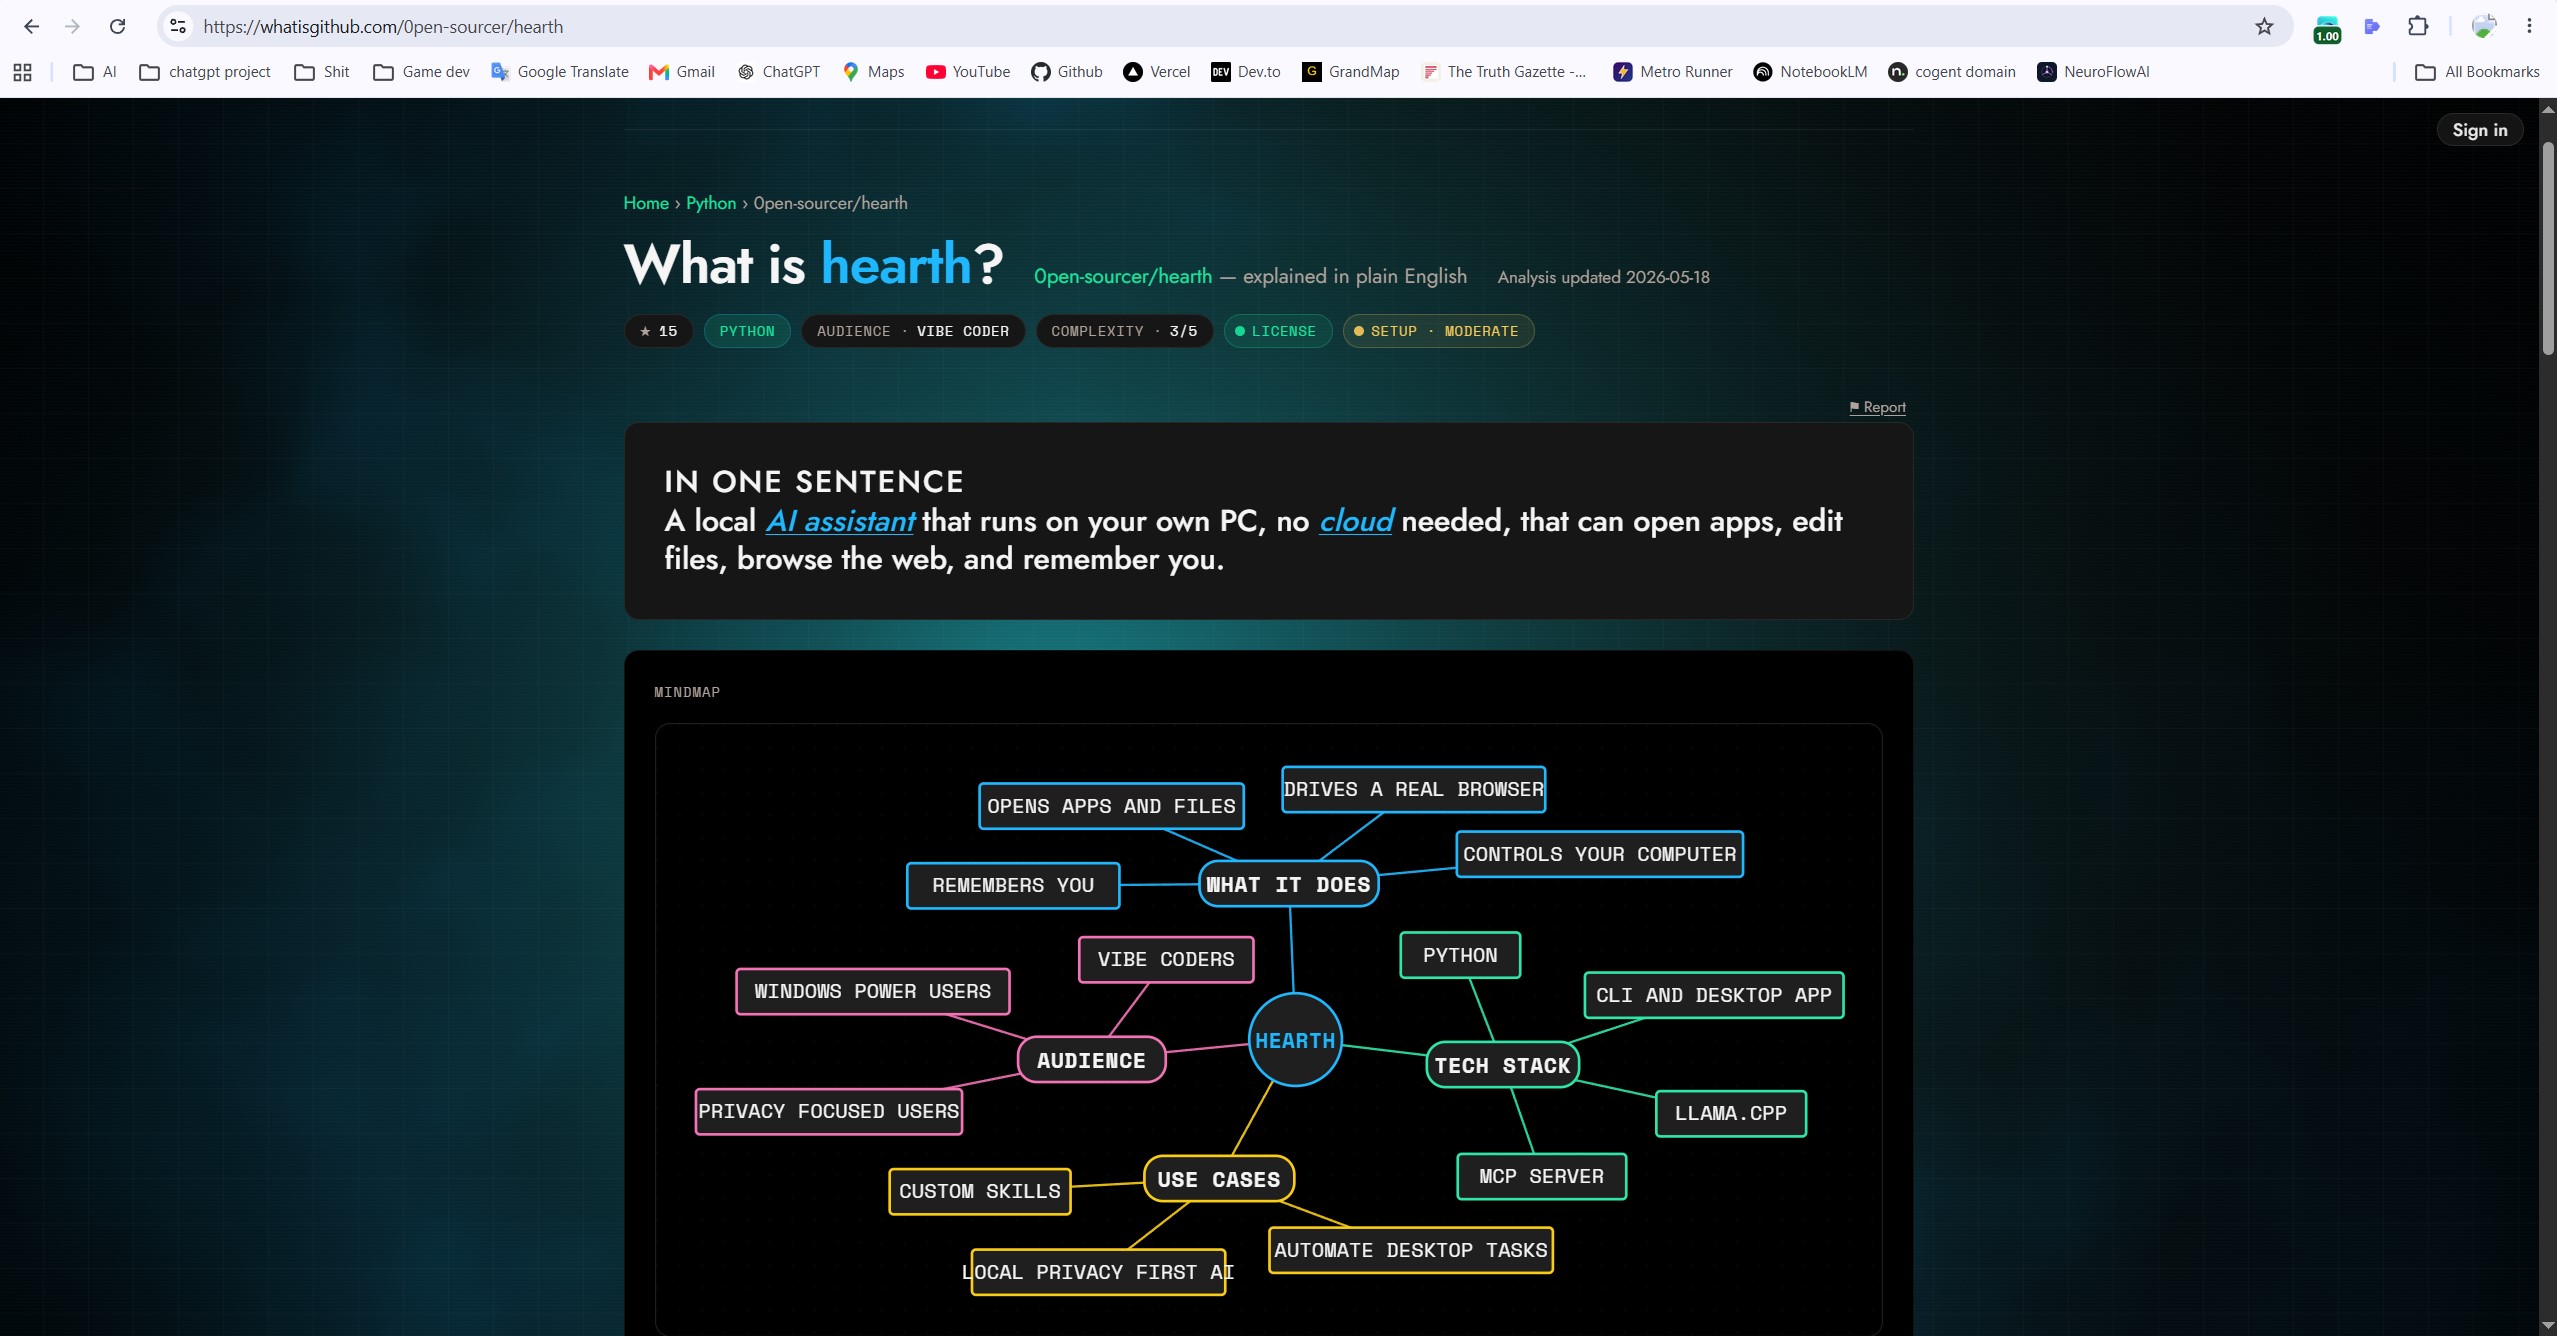 https://whatisgithub.com/0pen-sourcer/hearth
1.00
AI
chatgpt project
Shit
Game dev
Google Translate
Gmail
ChatGPT
Maps
YouTube
Github
Vercel
DEV
Dev.to
G
GrandMap
The Truth Gazette -...
Metro Runner
NotebookLM
n.
cogent domain
NeuroFlowAI
All Bookmarks
Sign in
Home › Python › 0pen-sourcer/hearth
What is hearth? 0pen-sourcer/hearth — explained in plain English Analysis updated 2026-05-18
★ 15
PYTHON
AUDIENCE · VIBE CODER
COMPLEXITY · 3/5
LICENSE
SETUP · MODERATE
Report
IN ONE SENTENCE
A local AI assistant that runs on your own PC, no cloud needed, that can open apps, edit
files, browse the web, and remember you.
MINDMAP
DRIVES A REAL BROWSER
OPENS APPS AND FILES
CONTROLS YOUR COMPUTER
REMEMBERS YOU
WHAT IT DOES
VIBE CODERS
PYTHON
WINDOWS POWER USERS
CLI AND DESKTOP APP
HEARTH
AUDIENCE
TECH STACK
PRIVACY FOCUSED USERS
LLAMA.CPP
MCP SERVER
USE CASES
CUSTOM SKILLS
AUTOMATE DESKTOP TASKS
LOCAL PRIVACY FIRST AI